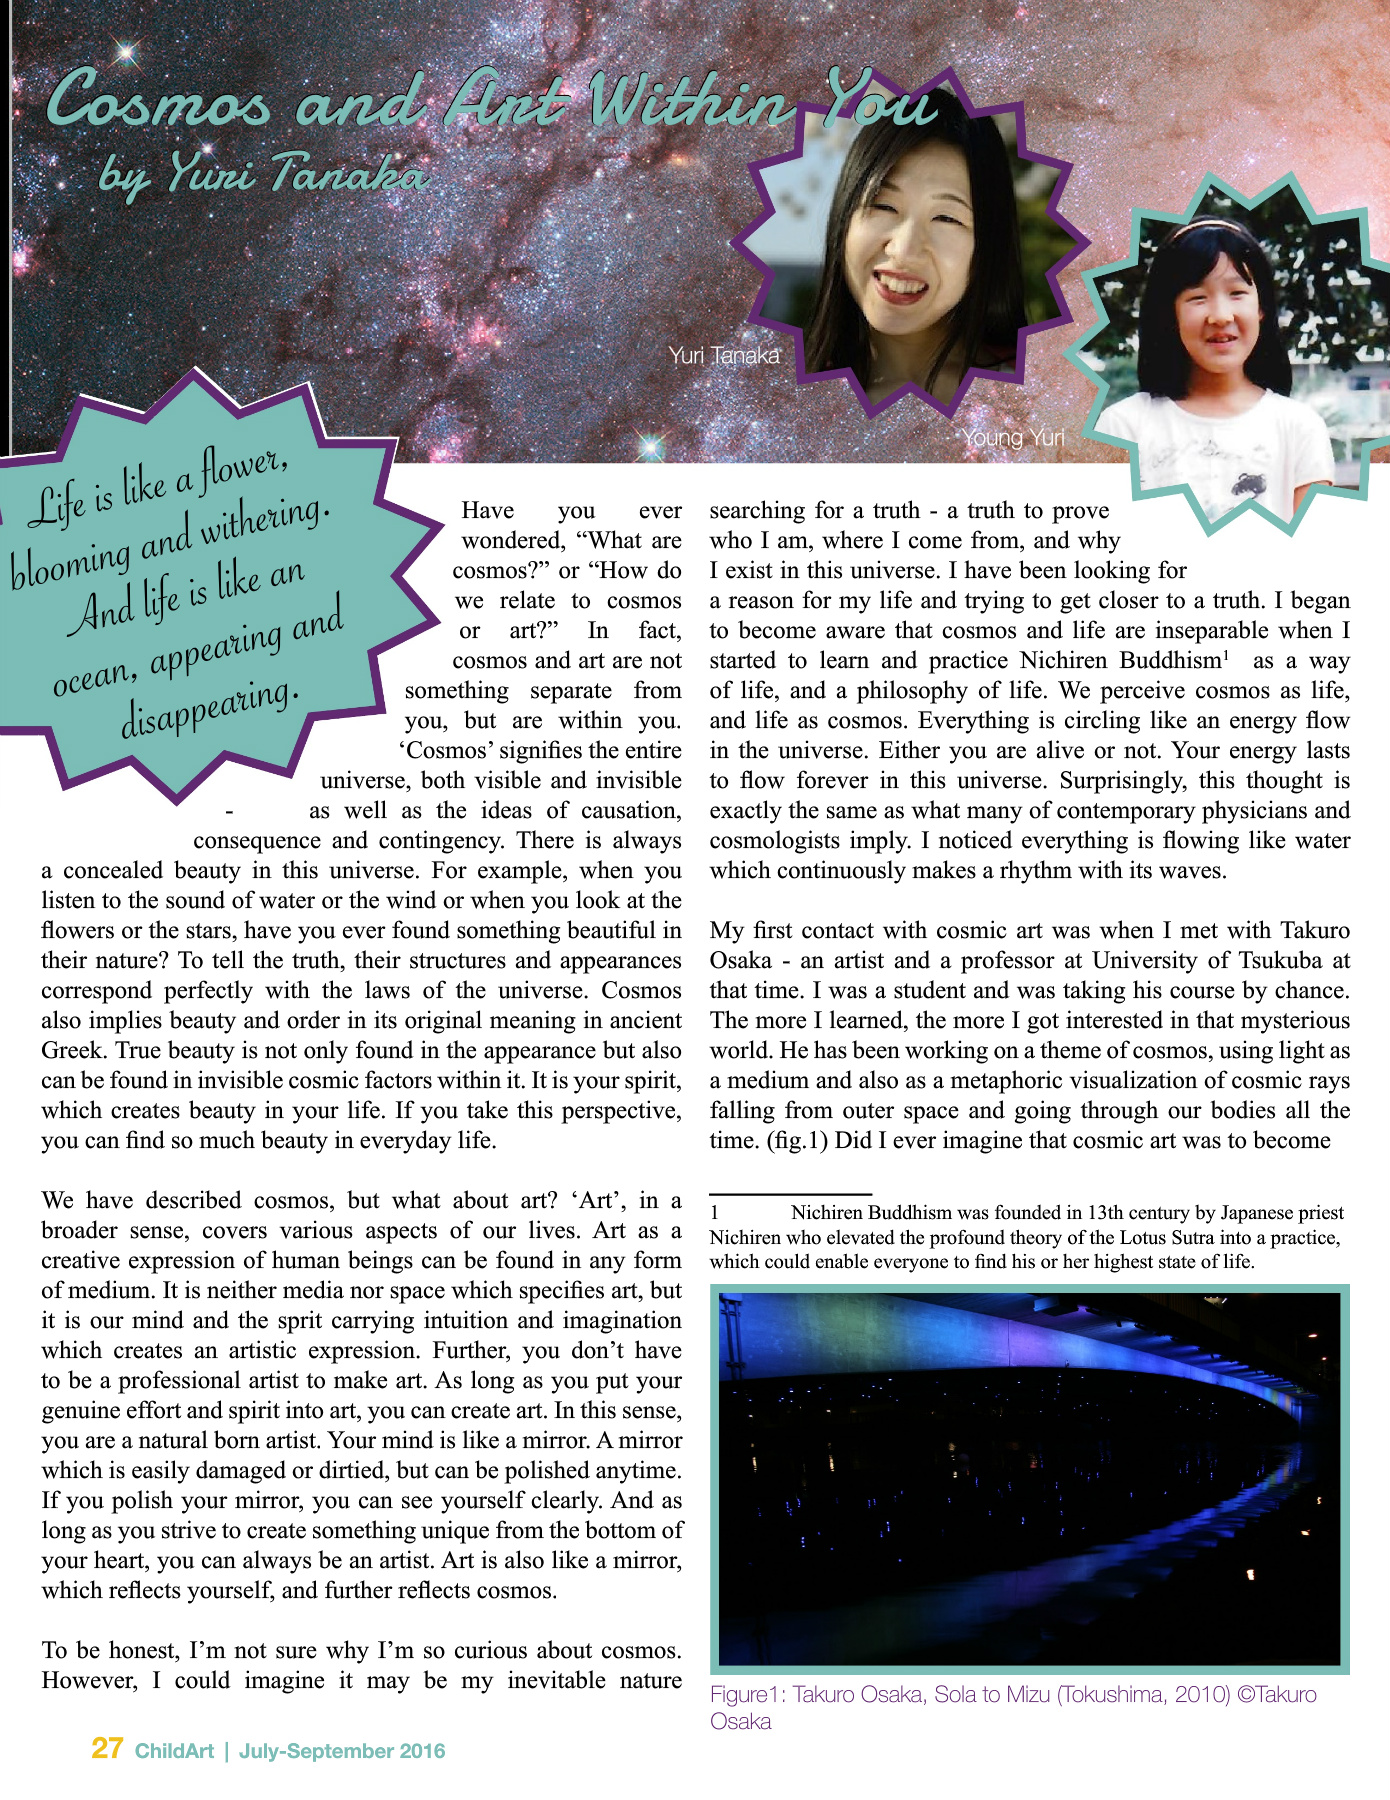 Cosmos and Art Within You
by Yuri Tanaka
Yuri Tanaka
Young Yuri
Life is like a flower,
blooming and withering.
And life is like an
ocean, appearing and
disappearing.
Have you ever
wondered, “What are
cosmos?” or “How do
we relate to cosmos
or art?” In fact,
cosmos and art are not
something separate from
you, but are within you.
‘Cosmos’ signifies the entire
universe, both visible and invisible
- as well as the ideas of causation,
consequence and contingency. There is always
a concealed beauty in this universe. For example, when you
listen to the sound of water or the wind or when you look at the
flowers or the stars, have you ever found something beautiful in
their nature? To tell the truth, their structures and appearances
correspond perfectly with the laws of the universe. Cosmos
also implies beauty and order in its original meaning in ancient
Greek. True beauty is not only found in the appearance but also
can be found in invisible cosmic factors within it. It is your spirit,
which creates beauty in your life. If you take this perspective,
you can find so much beauty in everyday life.
We have described cosmos, but what about art? ‘Art’, in a
broader sense, covers various aspects of our lives. Art as a
creative expression of human beings can be found in any form
of medium. It is neither media nor space which specifies art, but
it is our mind and the sprit carrying intuition and imagination
which creates an artistic expression. Further, you don’t have
to be a professional artist to make art. As long as you put your
genuine effort and spirit into art, you can create art. In this sense,
you are a natural born artist. Your mind is like a mirror. A mirror
which is easily damaged or dirtied, but can be polished anytime.
If you polish your mirror, you can see yourself clearly. And as
long as you strive to create something unique from the bottom of
your heart, you can always be an artist. Art is also like a mirror,
which reflects yourself, and further reflects cosmos.
To be honest, I’m not sure why I’m so curious about cosmos.
However, I could imagine it may be my inevitable nature
searching for a truth - a truth to prove
who I am, where I come from, and why
I exist in this universe. I have been looking for
a reason for my life and trying to get closer to a truth. I began
to become aware that cosmos and life are inseparable when I
started to learn and practice Nichiren Buddhism1 as a way
of life, and a philosophy of life. We perceive cosmos as life,
and life as cosmos. Everything is circling like an energy flow
in the universe. Either you are alive or not. Your energy lasts
to flow forever in this universe. Surprisingly, this thought is
exactly the same as what many of contemporary physicians and
cosmologists imply. I noticed everything is flowing like water
which continuously makes a rhythm with its waves.
My first contact with cosmic art was when I met with Takuro
Osaka - an artist and a professor at University of Tsukuba at
that time. I was a student and was taking his course by chance.
The more I learned, the more I got interested in that mysterious
world. He has been working on a theme of cosmos, using light as
a medium and also as a metaphoric visualization of cosmic rays
falling from outer space and going through our bodies all the
time. (fig.1) Did I ever imagine that cosmic art was to become
1 Nichiren Buddhism was founded in 13th century by Japanese priest
Nichiren who elevated the profound theory of the Lotus Sutra into a practice,
which could enable everyone to find his or her highest state of life.
Figure1: Takuro Osaka, Sola to Mizu (Tokushima, 2010) ©Takuro
Osaka
27 ChildArt | July-September 2016